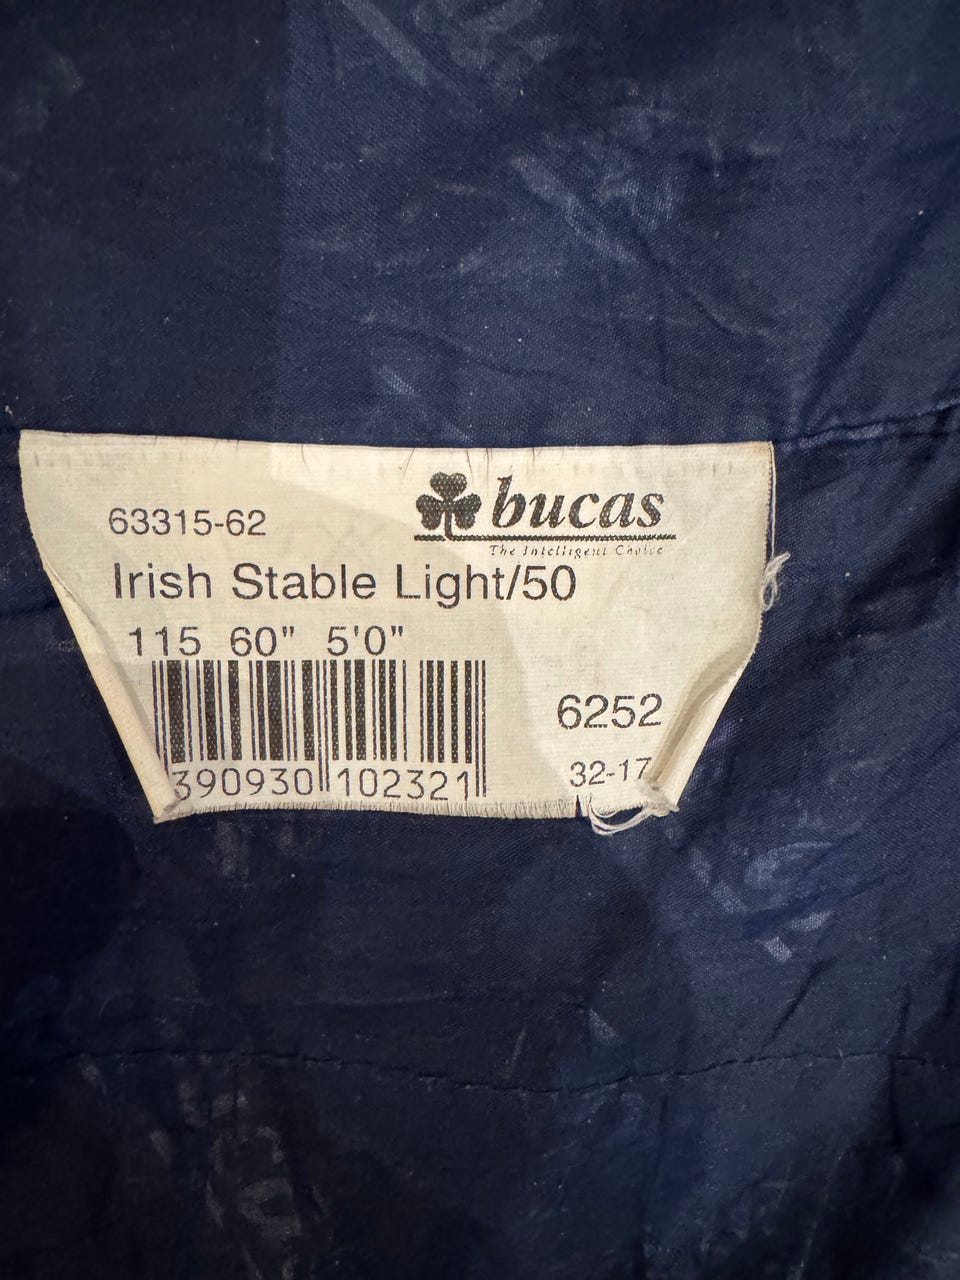 63315-62
bucas
The Intelligent Choice
Irish Stable Light/50
115 60" 5'0"
6252
390930 102321
32-17